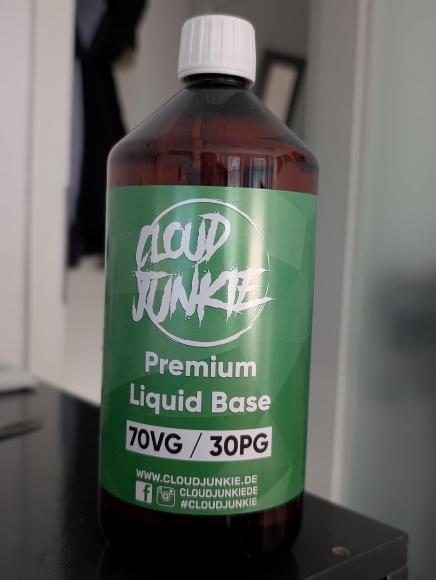 CLOUD
JUNKIE
Premium
Liquid Base
70VG / 30PG
WWW.CLOUDJUNKIE.DE
f CLOUDJUNKIEDE
#CLOUDJUNKIE